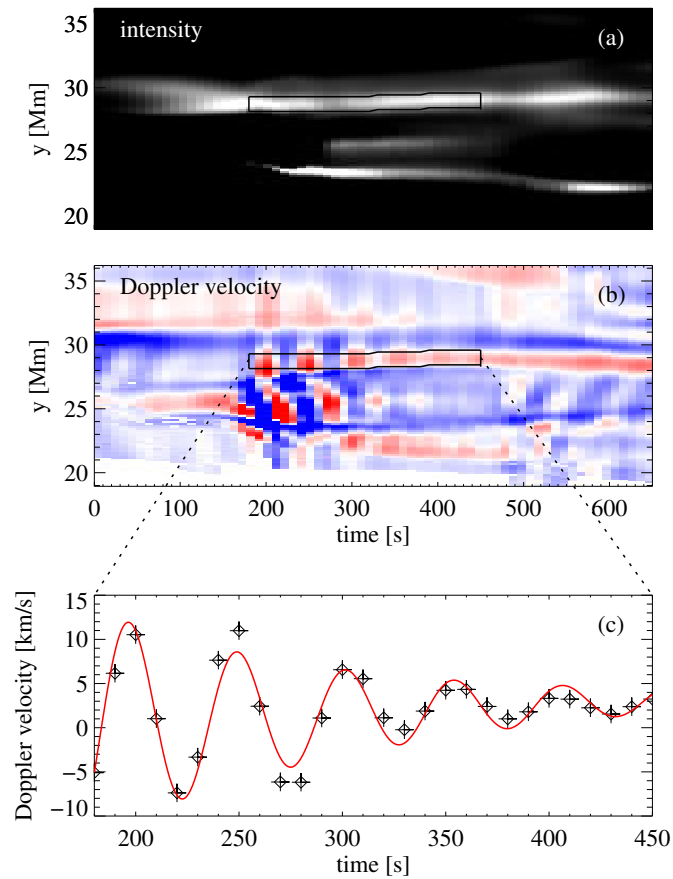 intensity
(a)
y [Mm]
35
30
25
20
Doppler velocity
(b)
y [Mm]
35
30
25
20
0 100 200 300 400 500 600
time [s]
(c)
Doppler velocity [km/s]
15
10
5
0
−5
−10
200 250 300 350 400 450
time [s]